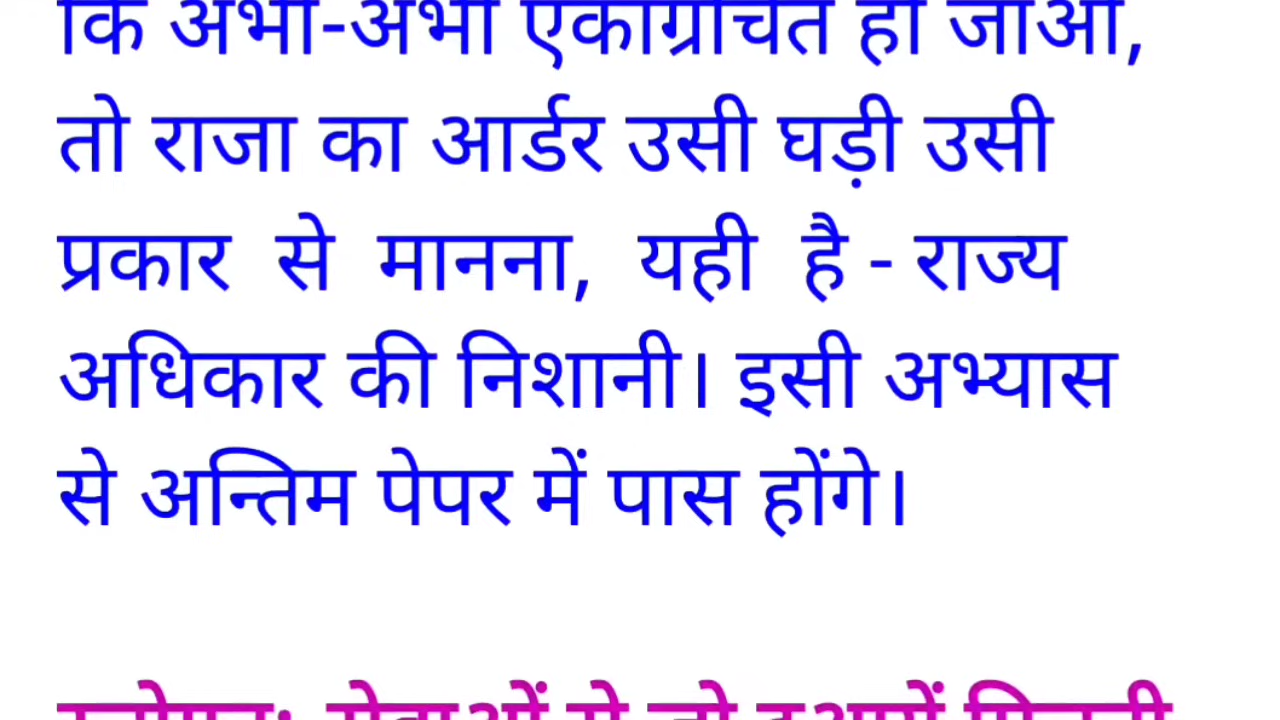 कि अभी-अभी एकाग्रचित हो जाओ,
तो राजा का आर्डर उसी घड़ी उसी
प्रकार से मानना, यही है - राज्य
अधिकार की निशानी। इसी अभ्यास
से अन्तिम पेपर में पास होंगे।